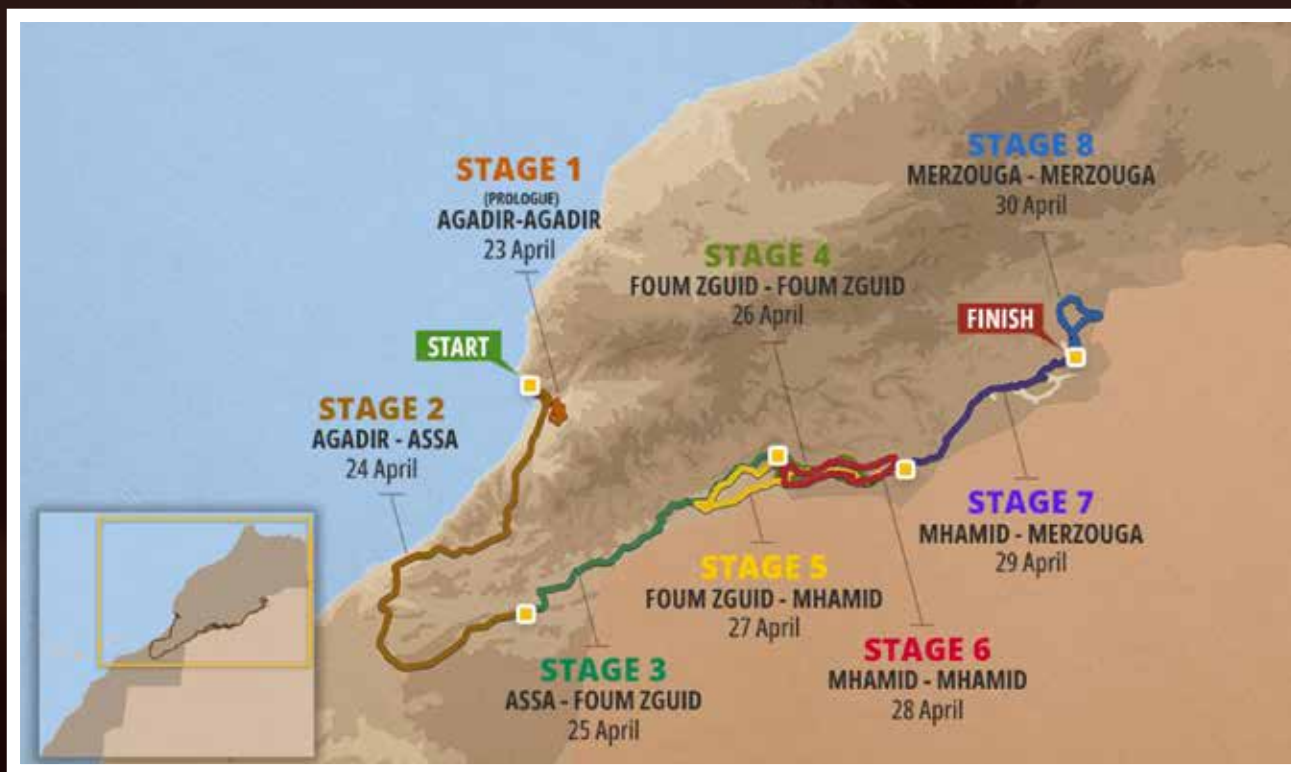 STAGE 1
(PROLOGUE)
AGADIR-AGADIR
23 April
STAGE 8
MERZOUGA - MERZOUGA
30 April
STAGE 4
FOUM ZGUID - FOUM ZGUID
26 April
START
FINISH
STAGE 2
AGADIR - ASSA
24 April
STAGE 7
MHAMID - MERZOUGA
29 April
STAGE 5
FOUM ZGUID - MHAMID
27 April
STAGE 6
MHAMID - MHAMID
28 April
STAGE 3
ASSA - FOUM ZGUID
25 April